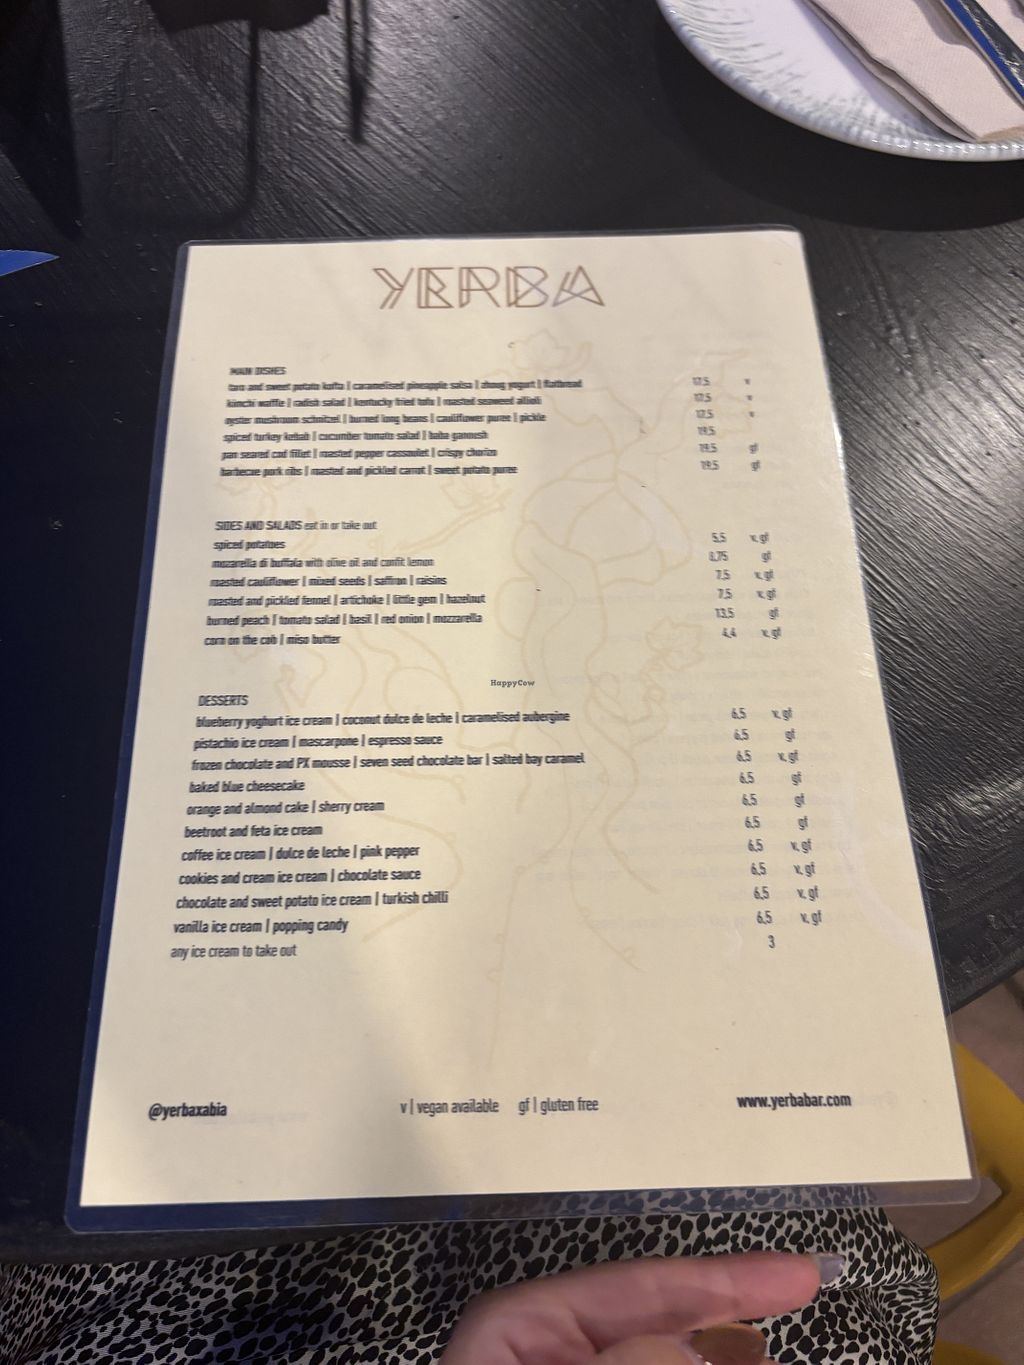 YERBA
MAIN DISHES
taro and sweet potato kofta | caramelised pineapple salsa | zhoug yogurt | flatbread 17,5 v
kimchi waffle | radish salad | kentucky fried tofu | roasted seaweed allioli 17,5 v
oyster mushroom schnitzel | burned long beans | cauliflower puree | pickle 17,5 v
spiced turkey kebab | cucumber tomato salad | baba ganoush 19,5
pan seared cod fillet | roasted pepper cassoulet | crispy chorizo 19,5 gf
barbecue pork ribs | roasted and pickled carrot | sweet potato puree 19,5 gf
SIDES AND SALADS eat in or take out
spiced potatoes 5,5 v, gf
mozarella di buffala with olive oil and confit lemon 8,75 gf
roasted cauliflower | mixed seeds | saffron | raisins 7,5 v, gf
roasted and pickled fennel | artichoke | little gem | hazelnut 7,5 v, gf
burned peach | tomato salad | basil | red onion | mozzarella 13,5 gf
corn on the cob | miso butter 4,4 v, gf
HappyCow
DESSERTS
blueberry yoghurt ice cream | coconut dulce de leche | caramelised aubergine 6,5 v, gf
pistachio ice cream | mascarpone | espresso sauce 6,5 gf
frozen chocolate and PX mousse | seven seed chocolate bar | salted bay caramel 6,5 v, gf
baked blue cheesecake 6,5 gf
orange and almond cake | sherry cream 6,5 gf
beetroot and feta ice cream 6,5 gf
coffee ice cream | dulce de leche | pink pepper 6,5 v, gf
cookies and cream ice cream | chocolate sauce 6,5 v, gf
chocolate and sweet potato ice cream | turkish chilli 6,5 v, gf
vanilla ice cream | popping candy 6,5 v, gf
any ice cream to take out 3
@yerbaxabia v | vegan available gf | gluten free www.yerbabar.com